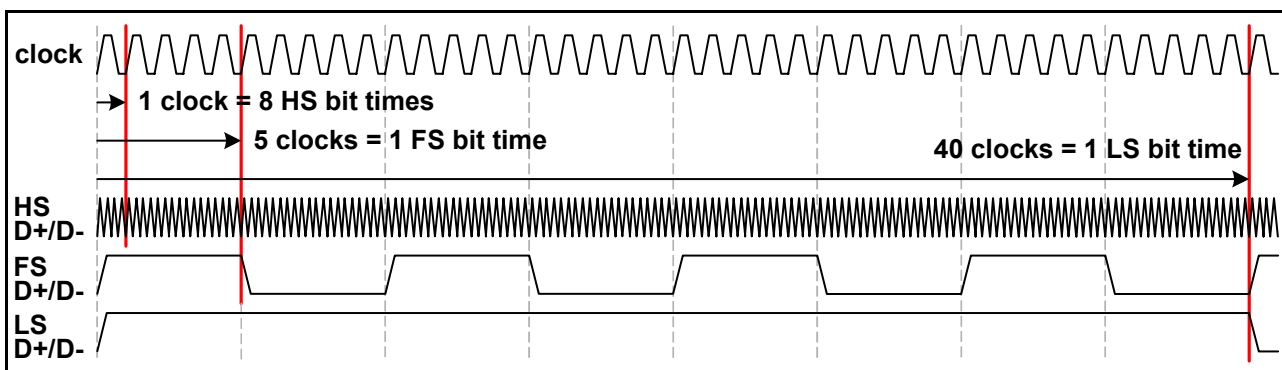 clock
1 clock = 8 HS bit times
5 clocks = 1 FS bit time
40 clocks = 1 LS bit time
HS
D+/D-
FS
D+/D-
LS
D+/D-